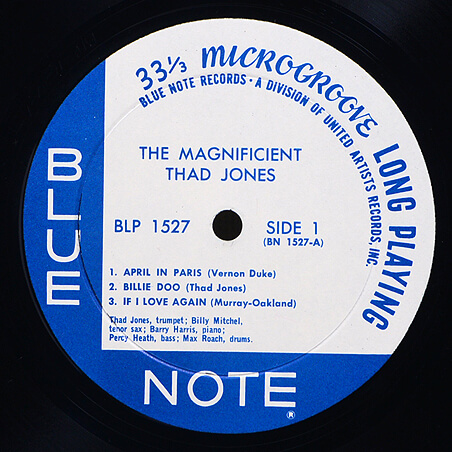 33⅓ MICROGROOVE LONG PLAYING
BLUE NOTE RECORDS • A DIVISION OF UNITED ARTISTS RECORDS, INC.
THE MAGNIFICIENT
THAD JONES
BLP 1527 SIDE 1
(BN 1527-A)
1. APRIL IN PARIS (Vernon Duke)
2. BILLIE DOO (Thad Jones)
3. IF I LOVE AGAIN (Murray-Oakland)
Thad Jones, trumpet; Billy Mitchel,
tenor sax; Barry Harris, piano;
Percy Heath, bass; Max Roach, drums.
BLUE
NOTE®